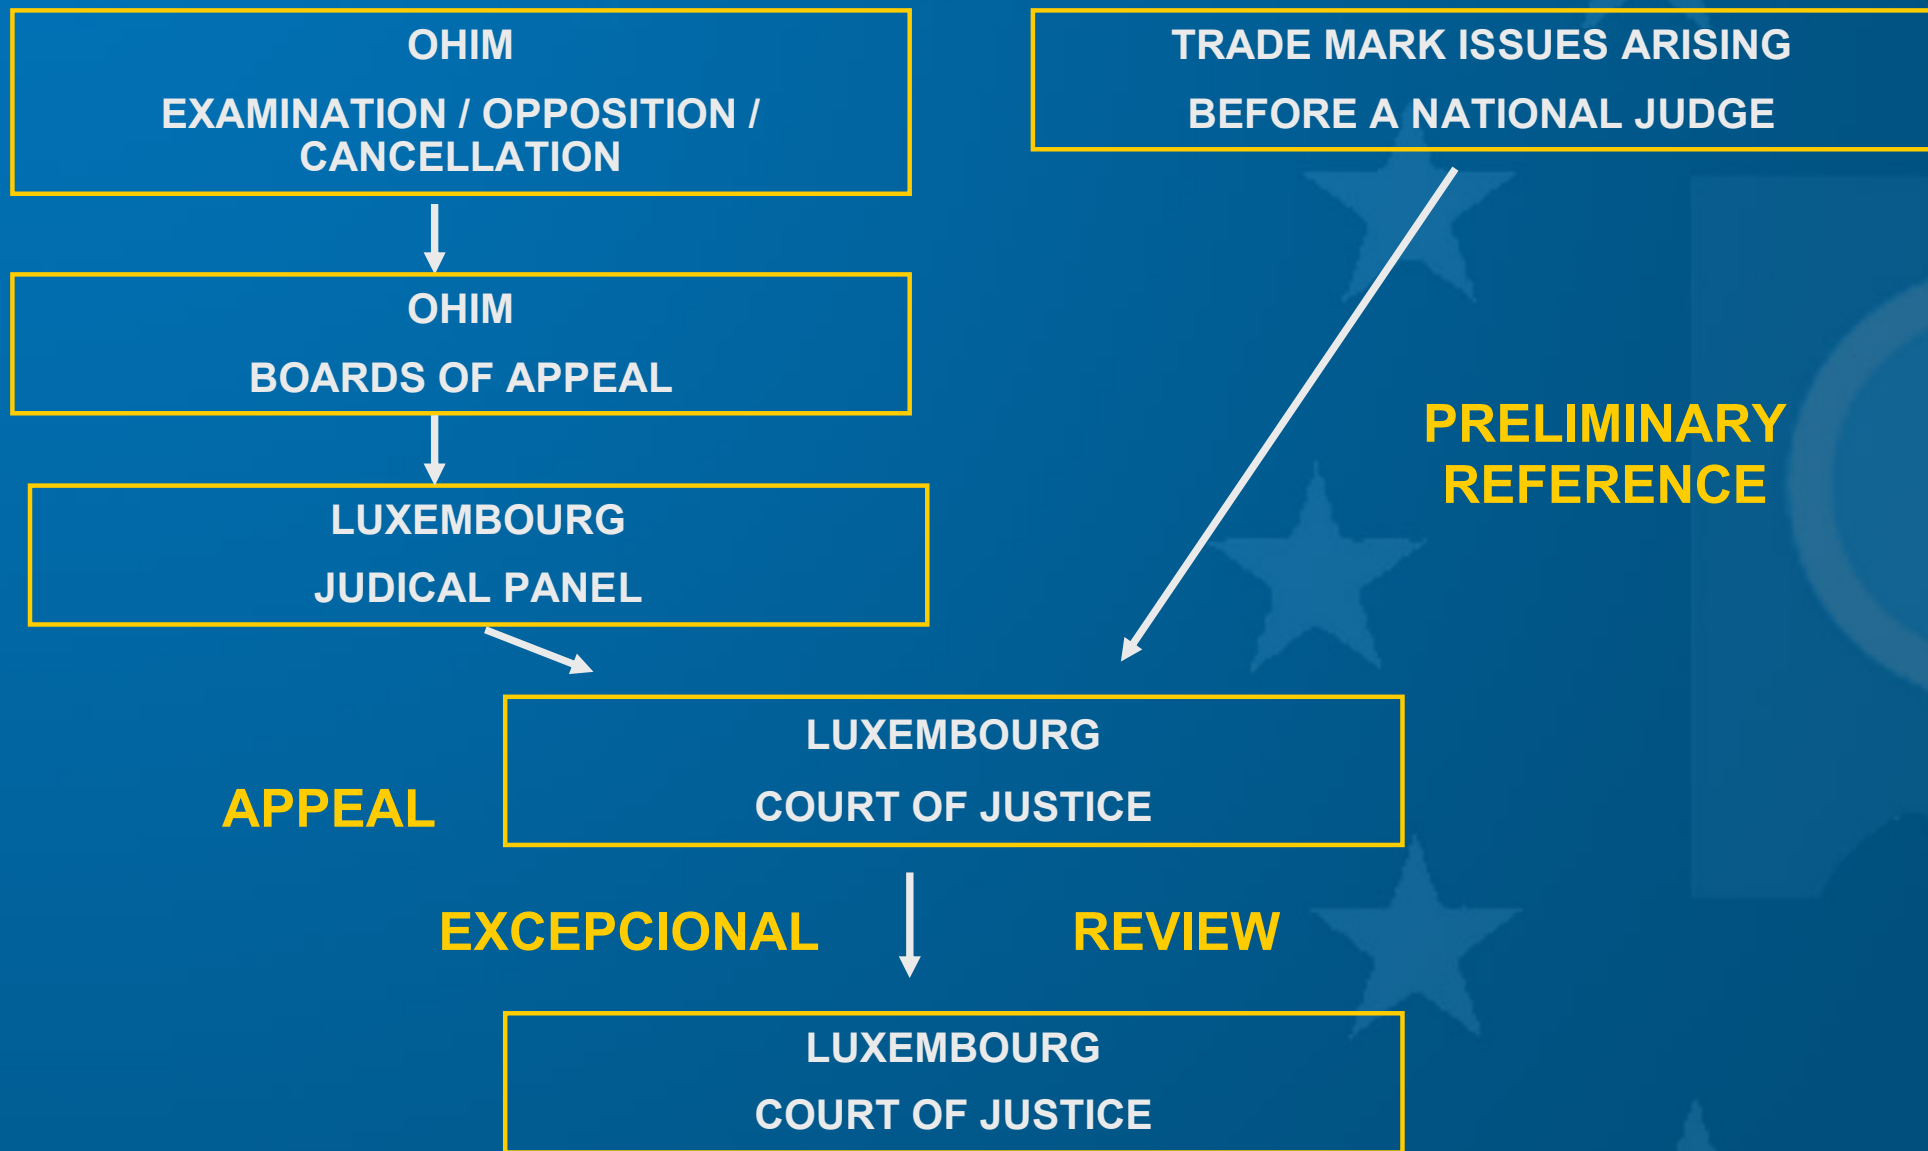 OHIM
EXAMINATION / OPPOSITION /
CANCELLATION
TRADE MARK ISSUES ARISING
BEFORE A NATIONAL JUDGE
OHIM
BOARDS OF APPEAL
PRELIMINARY
REFERENCE
LUXEMBOURG
JUDICAL PANEL
LUXEMBOURG
COURT OF JUSTICE
APPEAL
EXCEPCIONAL
REVIEW
LUXEMBOURG
COURT OF JUSTICE